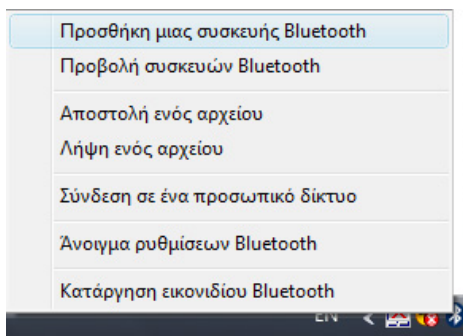 Προσθήκη μιας συσκευής Bluetooth
Προβολή συσκευών Bluetooth
Αποστολή ενός αρχείου
Λήψη ενός αρχείου
Σύνδεση σε ένα προσωπικό δίκτυο
Άνοιγμα ρυθμίσεων Bluetooth
Κατάργηση εικονιδίου Bluetooth
EN